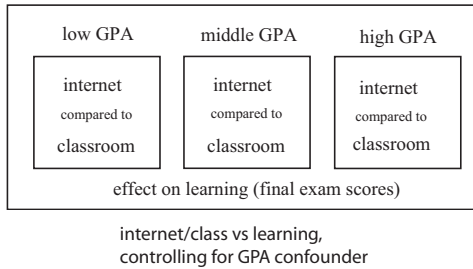 low GPA middle GPA high GPA
internet internet internet
compared to compared to compared to
classroom classroom classroom
effect on learning (final exam scores)
internet/class vs learning,
controlling for GPA confounder